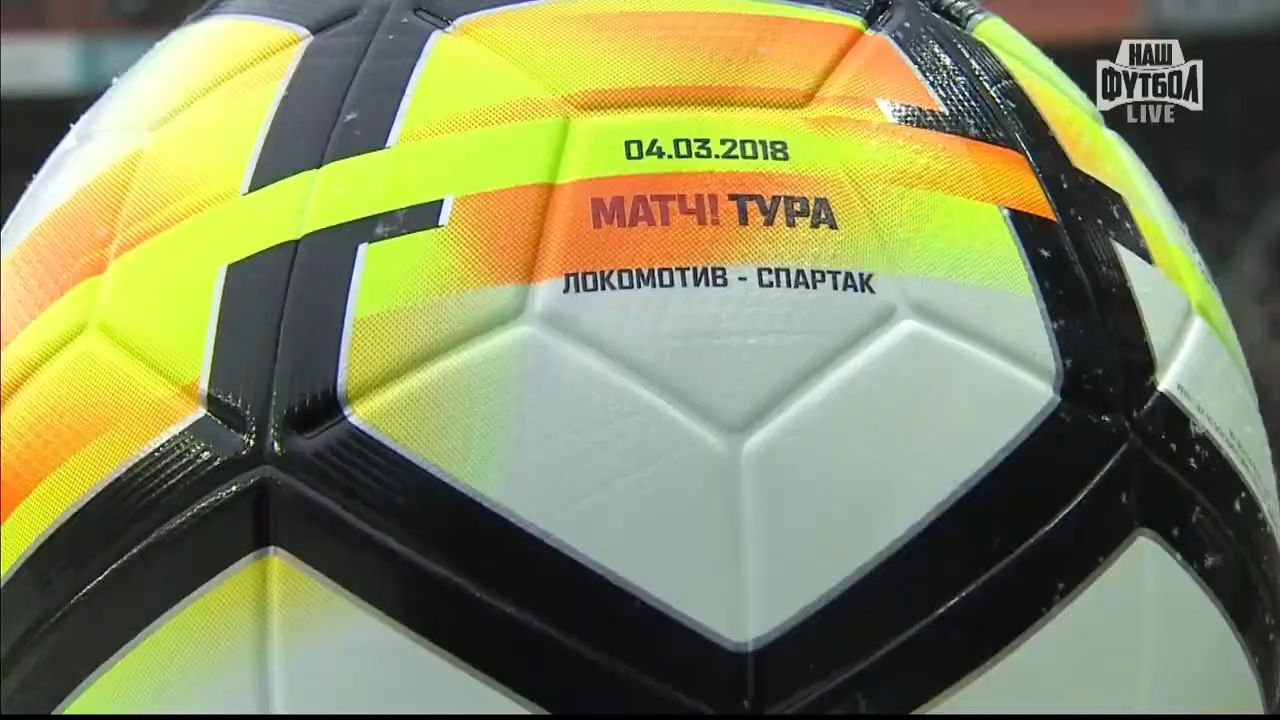 НАШ
ФУТБОЛ
LIVE
04.03.2018
МАТЧ! ТУРА
ЛОКОМОТИВ - СПАРТАК